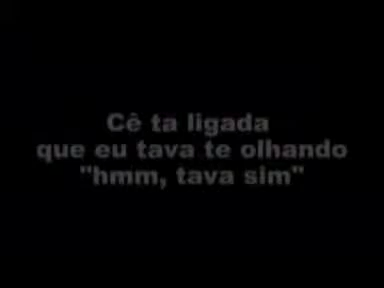 Cê ta ligada
que eu tava te olhando
"hmm, tava sim"